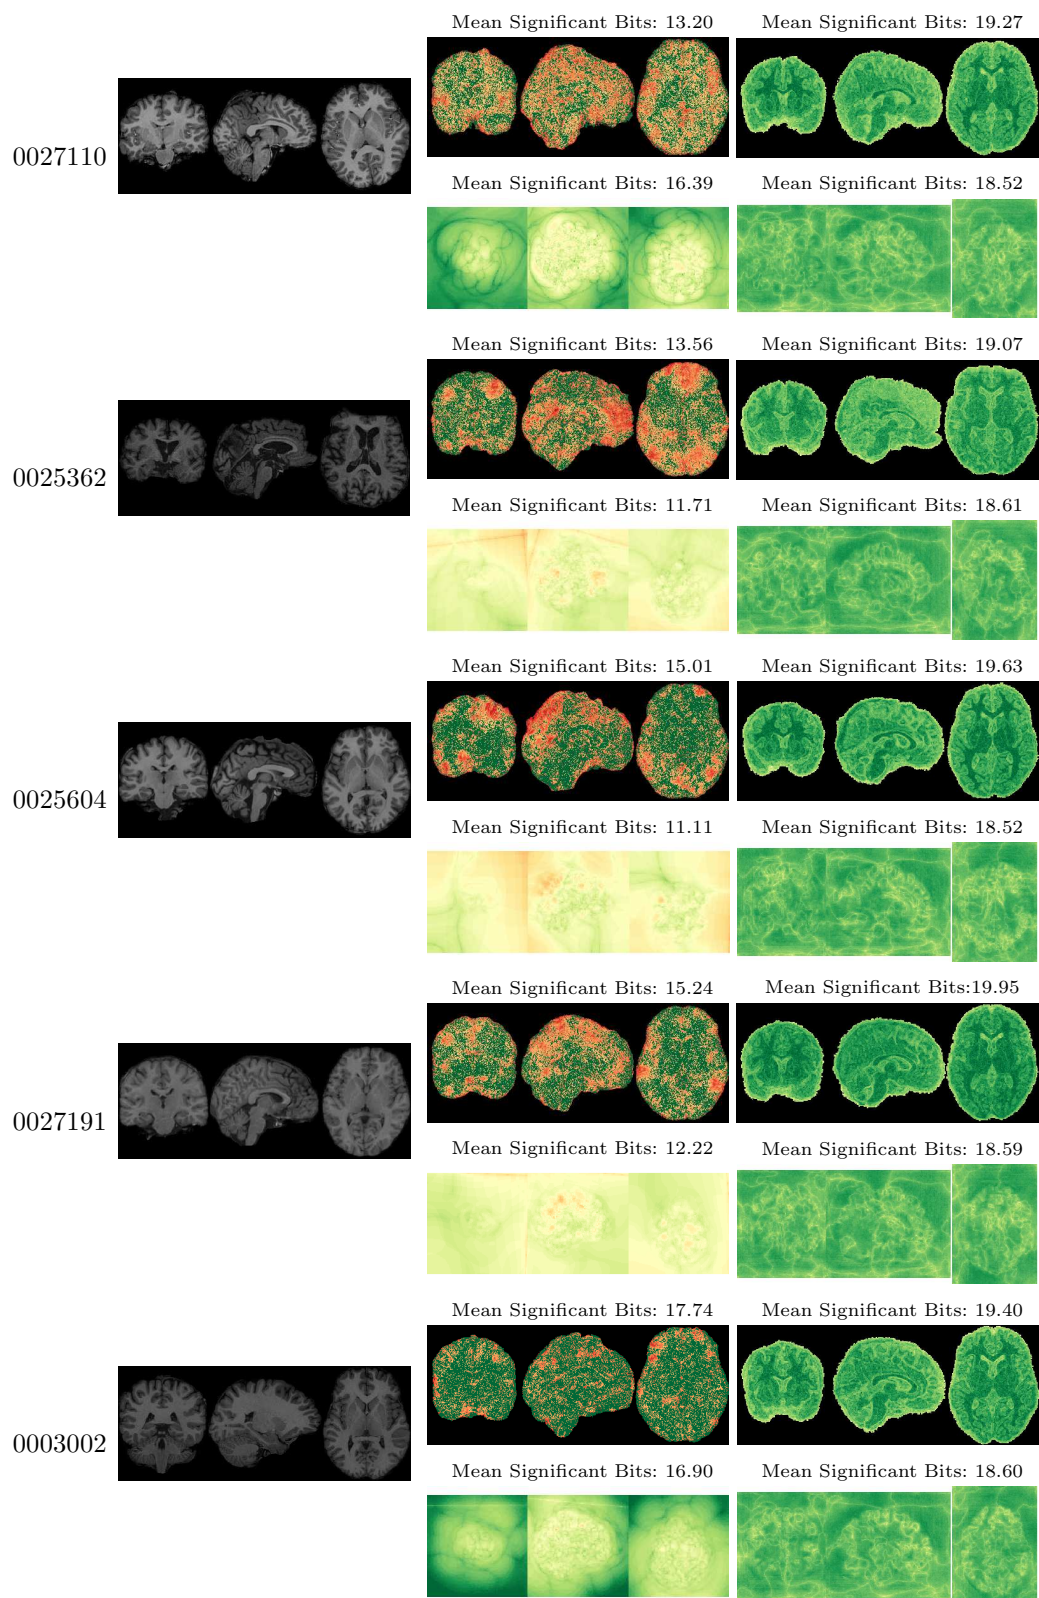 Mean Significant Bits: 13.20
Mean Significant Bits: 19.27
0027110
Mean Significant Bits: 16.39
Mean Significant Bits: 18.52
Mean Significant Bits: 13.56
Mean Significant Bits: 19.07
0025362
Mean Significant Bits: 11.71
Mean Significant Bits: 18.61
Mean Significant Bits: 15.01
Mean Significant Bits: 19.63
0025604
Mean Significant Bits: 11.11
Mean Significant Bits: 18.52
Mean Significant Bits: 15.24
Mean Significant Bits:19.95
0027191
Mean Significant Bits: 12.22
Mean Significant Bits: 18.59
Mean Significant Bits: 17.74
Mean Significant Bits: 19.40
0003002
Mean Significant Bits: 16.90
Mean Significant Bits: 18.60